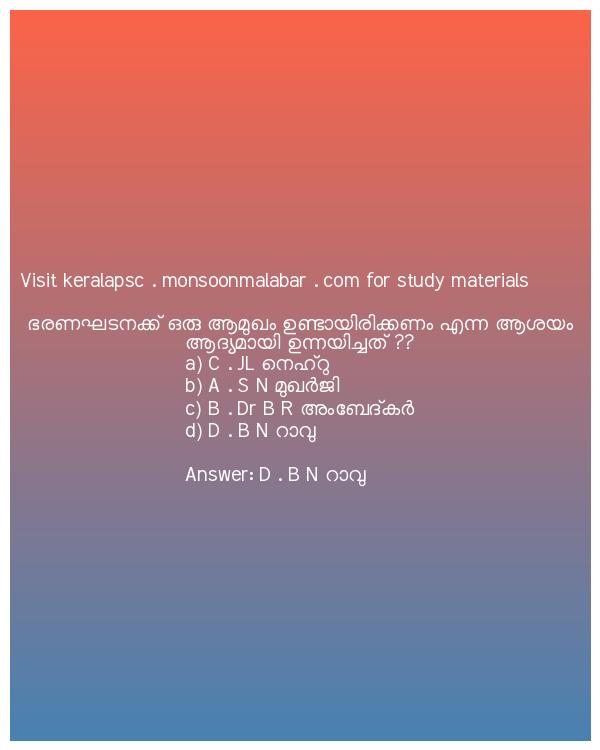 Visit keralapsc . monsoonmalabar . com for study materials
ഭരണഘടനക്ക് ഒരു ആമുഖം ഉണ്ടായിരിക്കണം എന്ന ആശയം
ആദ്യമായി ഉന്നയിച്ചത് ??
a) C . JL നെഹ്റു
b) A . S N മുഖർജി
c) B . Dr B R അംബേദ്കർ
d) D . B N റാവു
Answer: D . B N റാവു